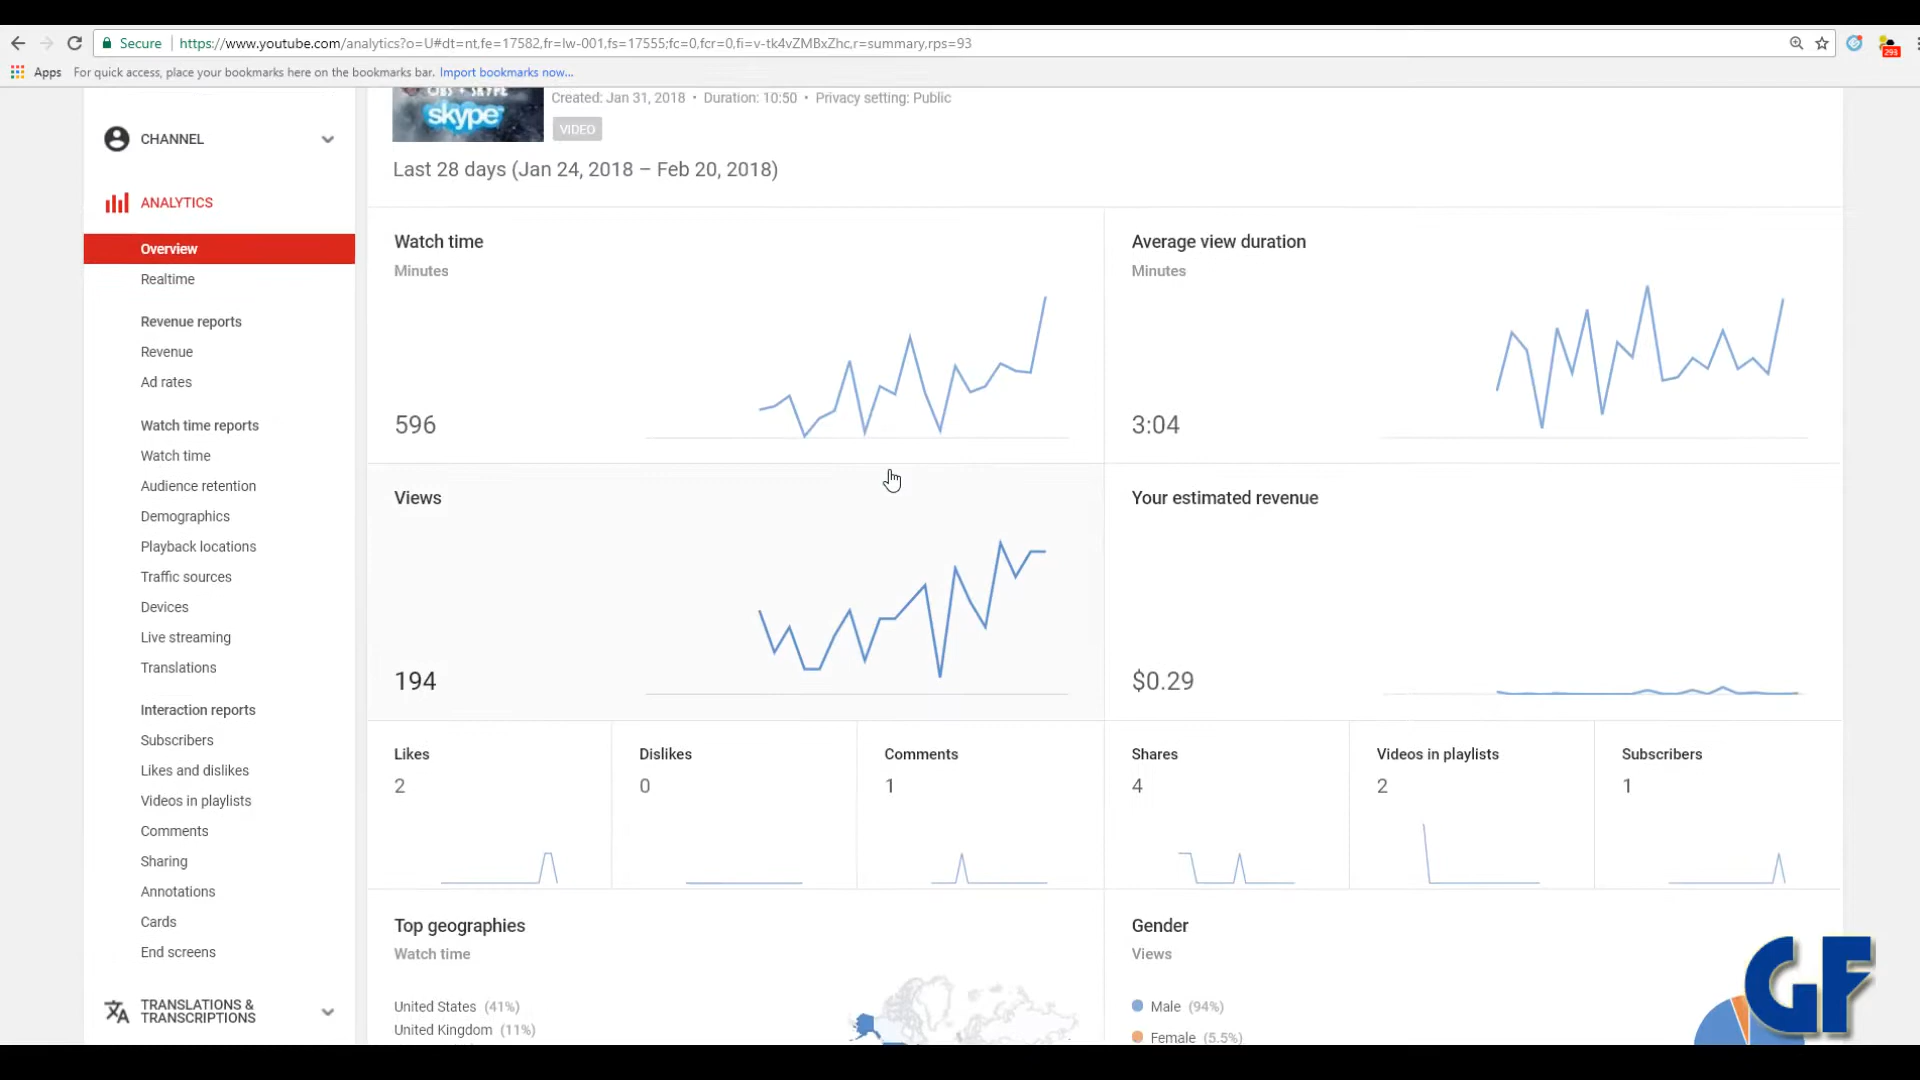 Secure https://www.youtube.com/analytics?o=U#dt=nt,fe=17582,fr=lw-001,fs=17555;fc=0,fcr=0,fi=v-tk4vZMBxZhc,r=summary,rps=93
293
Apps For quick access, place your bookmarks here on the bookmarks bar. Import bookmarks now...
CHANNEL
ANALYTICS
Overview
Realtime
Revenue reports
Revenue
Ad rates
Watch time reports
Watch time
Audience retention
Demographics
Playback locations
Traffic sources
Devices
Live streaming
Translations
Interaction reports
Subscribers
Likes and dislikes
Videos in playlists
Comments
Sharing
Annotations
Cards
End screens
TRANSLATIONS &
TRANSCRIPTIONS
OBS + SKYPE
skype
Created: Jan 31, 2018 • Duration: 10:50 • Privacy setting: Public
VIDEO
Last 28 days (Jan 24, 2018 – Feb 20, 2018)
Watch time
Minutes
596
Average view duration
Minutes
3:04
Views
194
Your estimated revenue
$0.29
Likes
2
Dislikes
0
Comments
1
Shares
4
Videos in playlists
2
Subscribers
1
Top geographies
Watch time
United States (41%)
United Kingdom (11%)
Gender
Views
Male (94%)
Female (5.5%)
GF